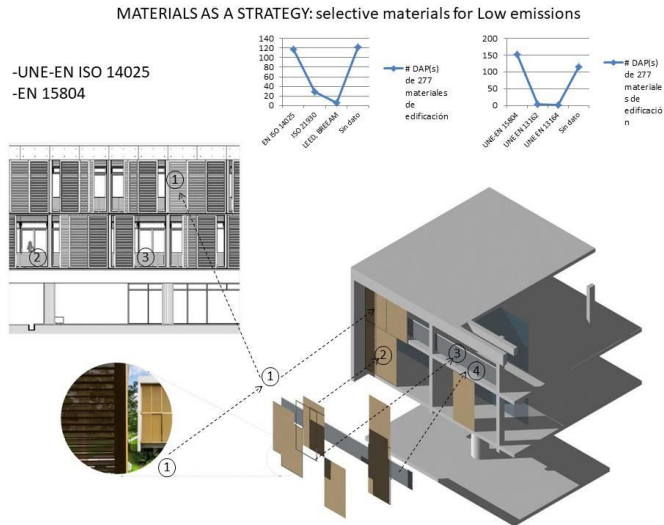 MATERIALS AS A STRATEGY: selective materials for Low emissions
-UNE-EN ISO 14025
-EN 15804
140
120
100
80
60
40
20
0
EN ISO 14025
ISO 21930
LEED, BREEAM
Sin dato
# DAP(s)
de 277
materiales
de
edificación
200
150
100
50
0
UNE-EN 15804
UNE EN 13162
UNE EN 13164
Sin dato
# DAP(s)
de 277
materiale
s de
edificació
n
1
2
3
1
2
3
4
1